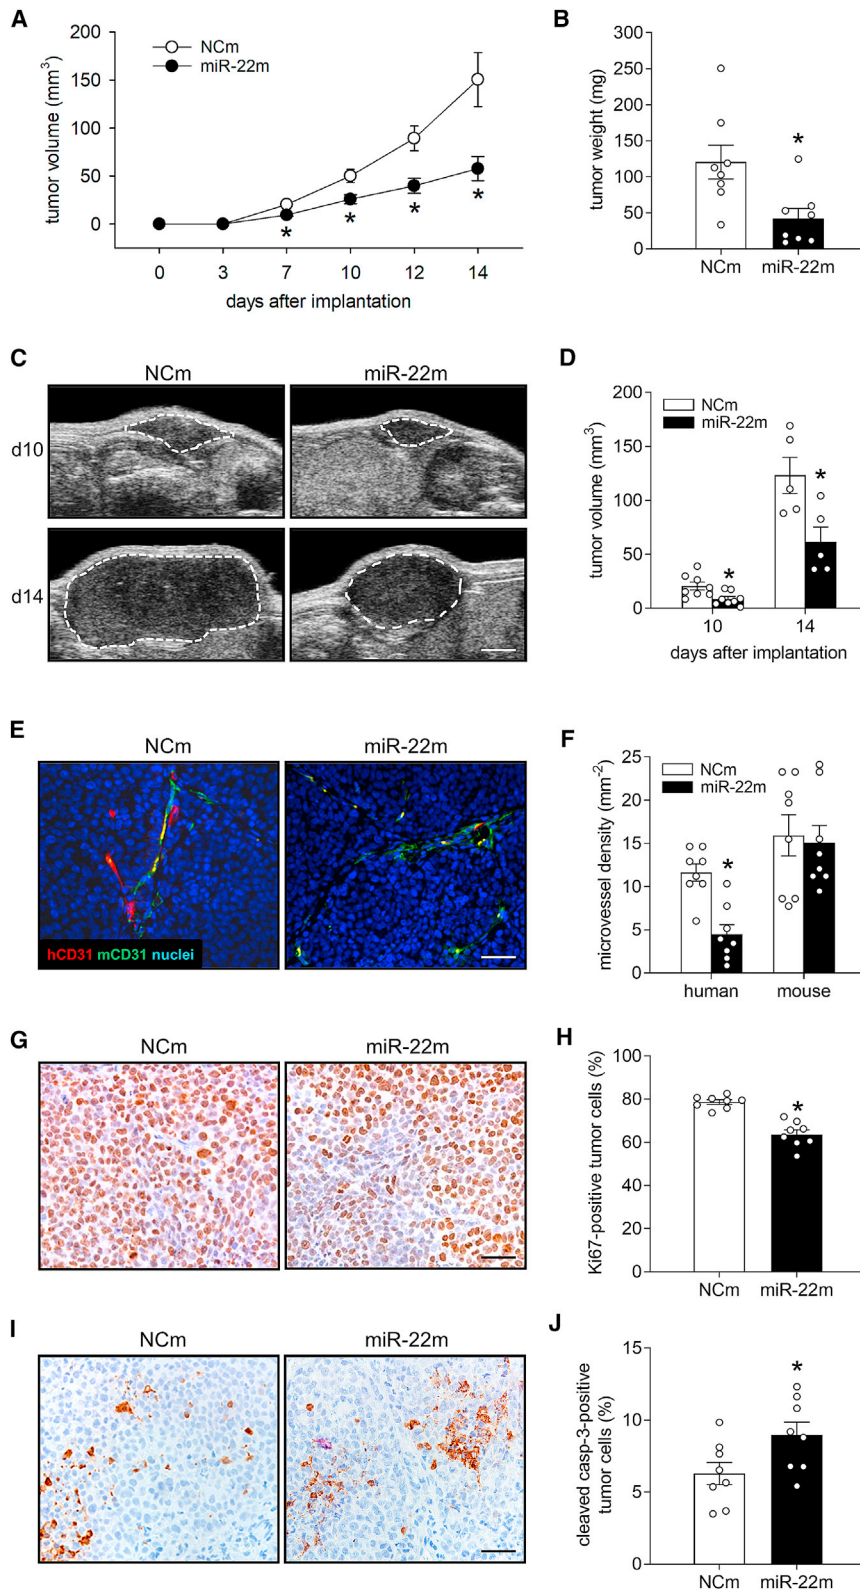 A
tumor volume (mm3)
200
150
100
50
0
NCm
miR-22m
*
*
*
*
0 3 7 10 12 14
days after implantation
B
tumor weight (mg)
300
250
200
150
100
50
0
*
NCm miR-22m
C
NCm miR-22m
d10
d14
D
tumor volume (mm3)
200
150
100
50
0
NCm
miR-22m
*
*
10 14
days after implantation
E
NCm miR-22m
hCD31 mCD31 nuclei
F
microvessel density (mm-2)
25
20
15
10
5
0
NCm
miR-22m
*
human mouse
G
NCm miR-22m
H
Ki67-positive tumor cells (%)
100
80
60
40
20
0
*
NCm miR-22m
I
NCm miR-22m
J
cleaved casp-3-positive
tumor cells (%)
15
10
5
0
*
NCm miR-22m